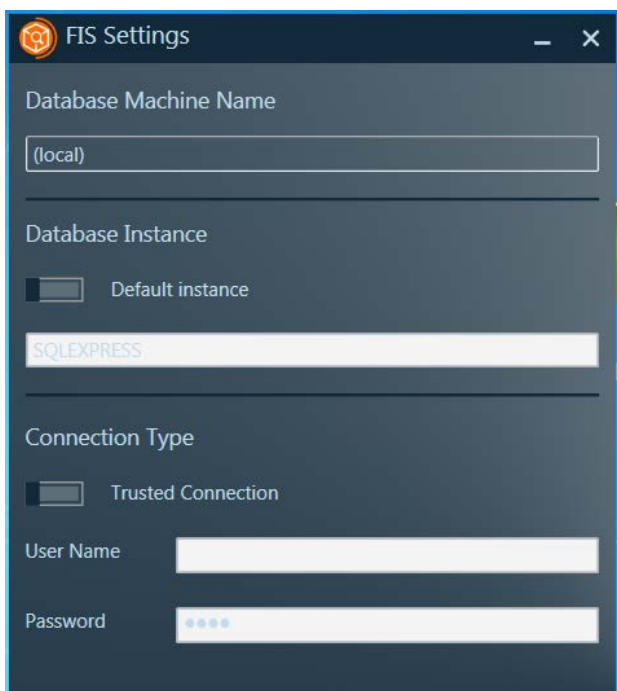 FIS Settings
Database Machine Name
(local)
Database Instance
Default instance
SQLEXPRESS
Connection Type
Trusted Connection
User Name
Password
••••